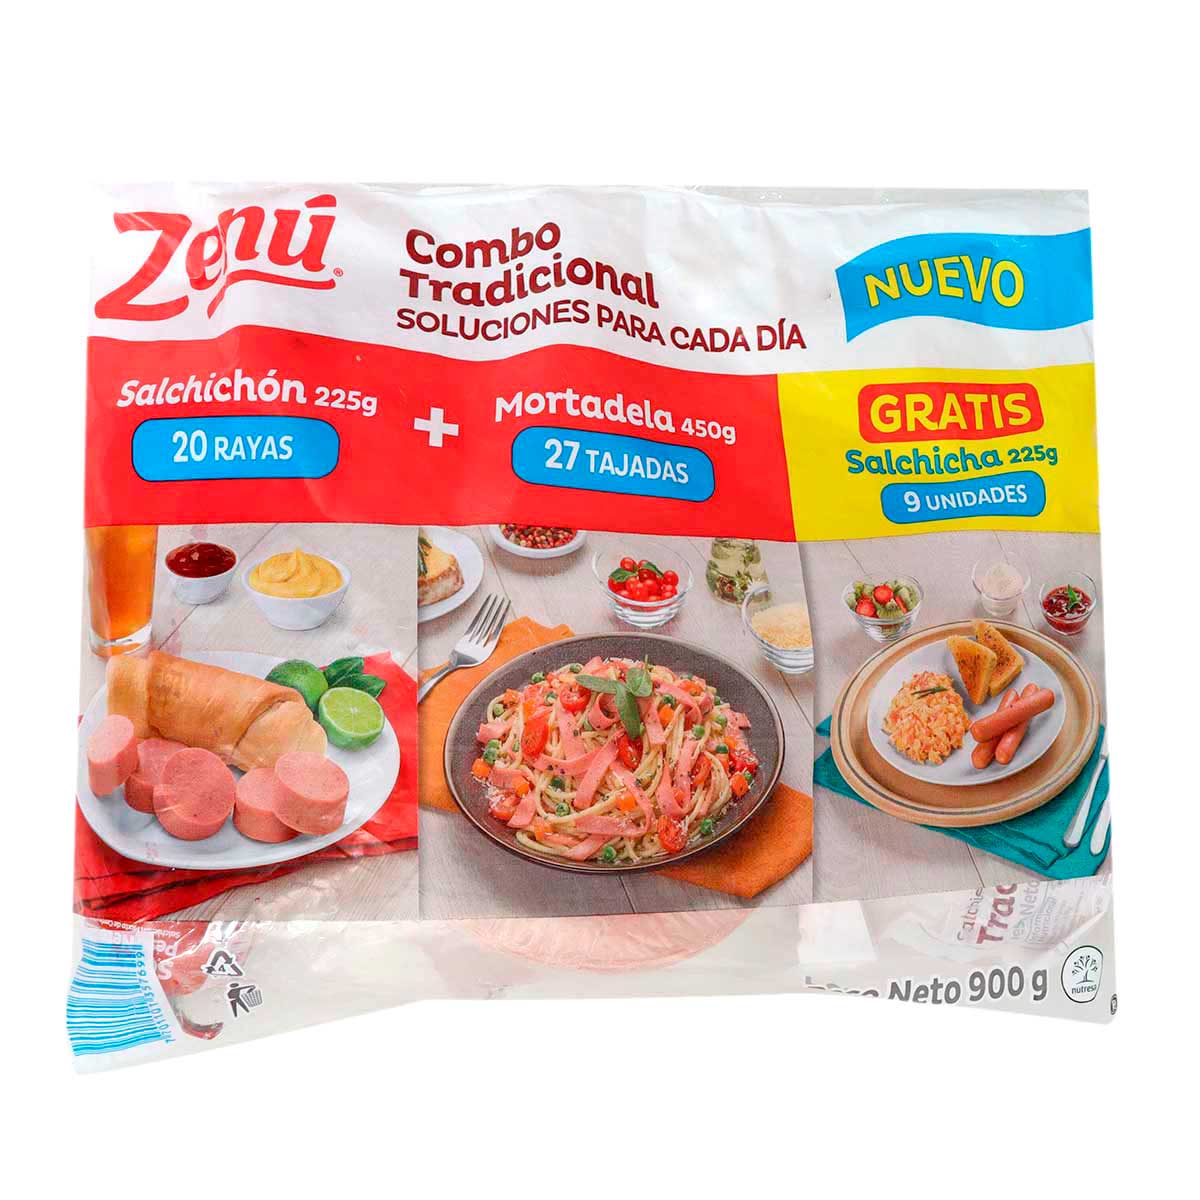 Zenú®
Combo
Tradicional
SOLUCIONES PARA CADA DÍA
NUEVO
Salchichón 225g
20 RAYAS
+
Mortadela 450g
27 TAJADAS
GRATIS
Salchicha 225g
9 UNIDADES
Neto 900 g
nutresa
4